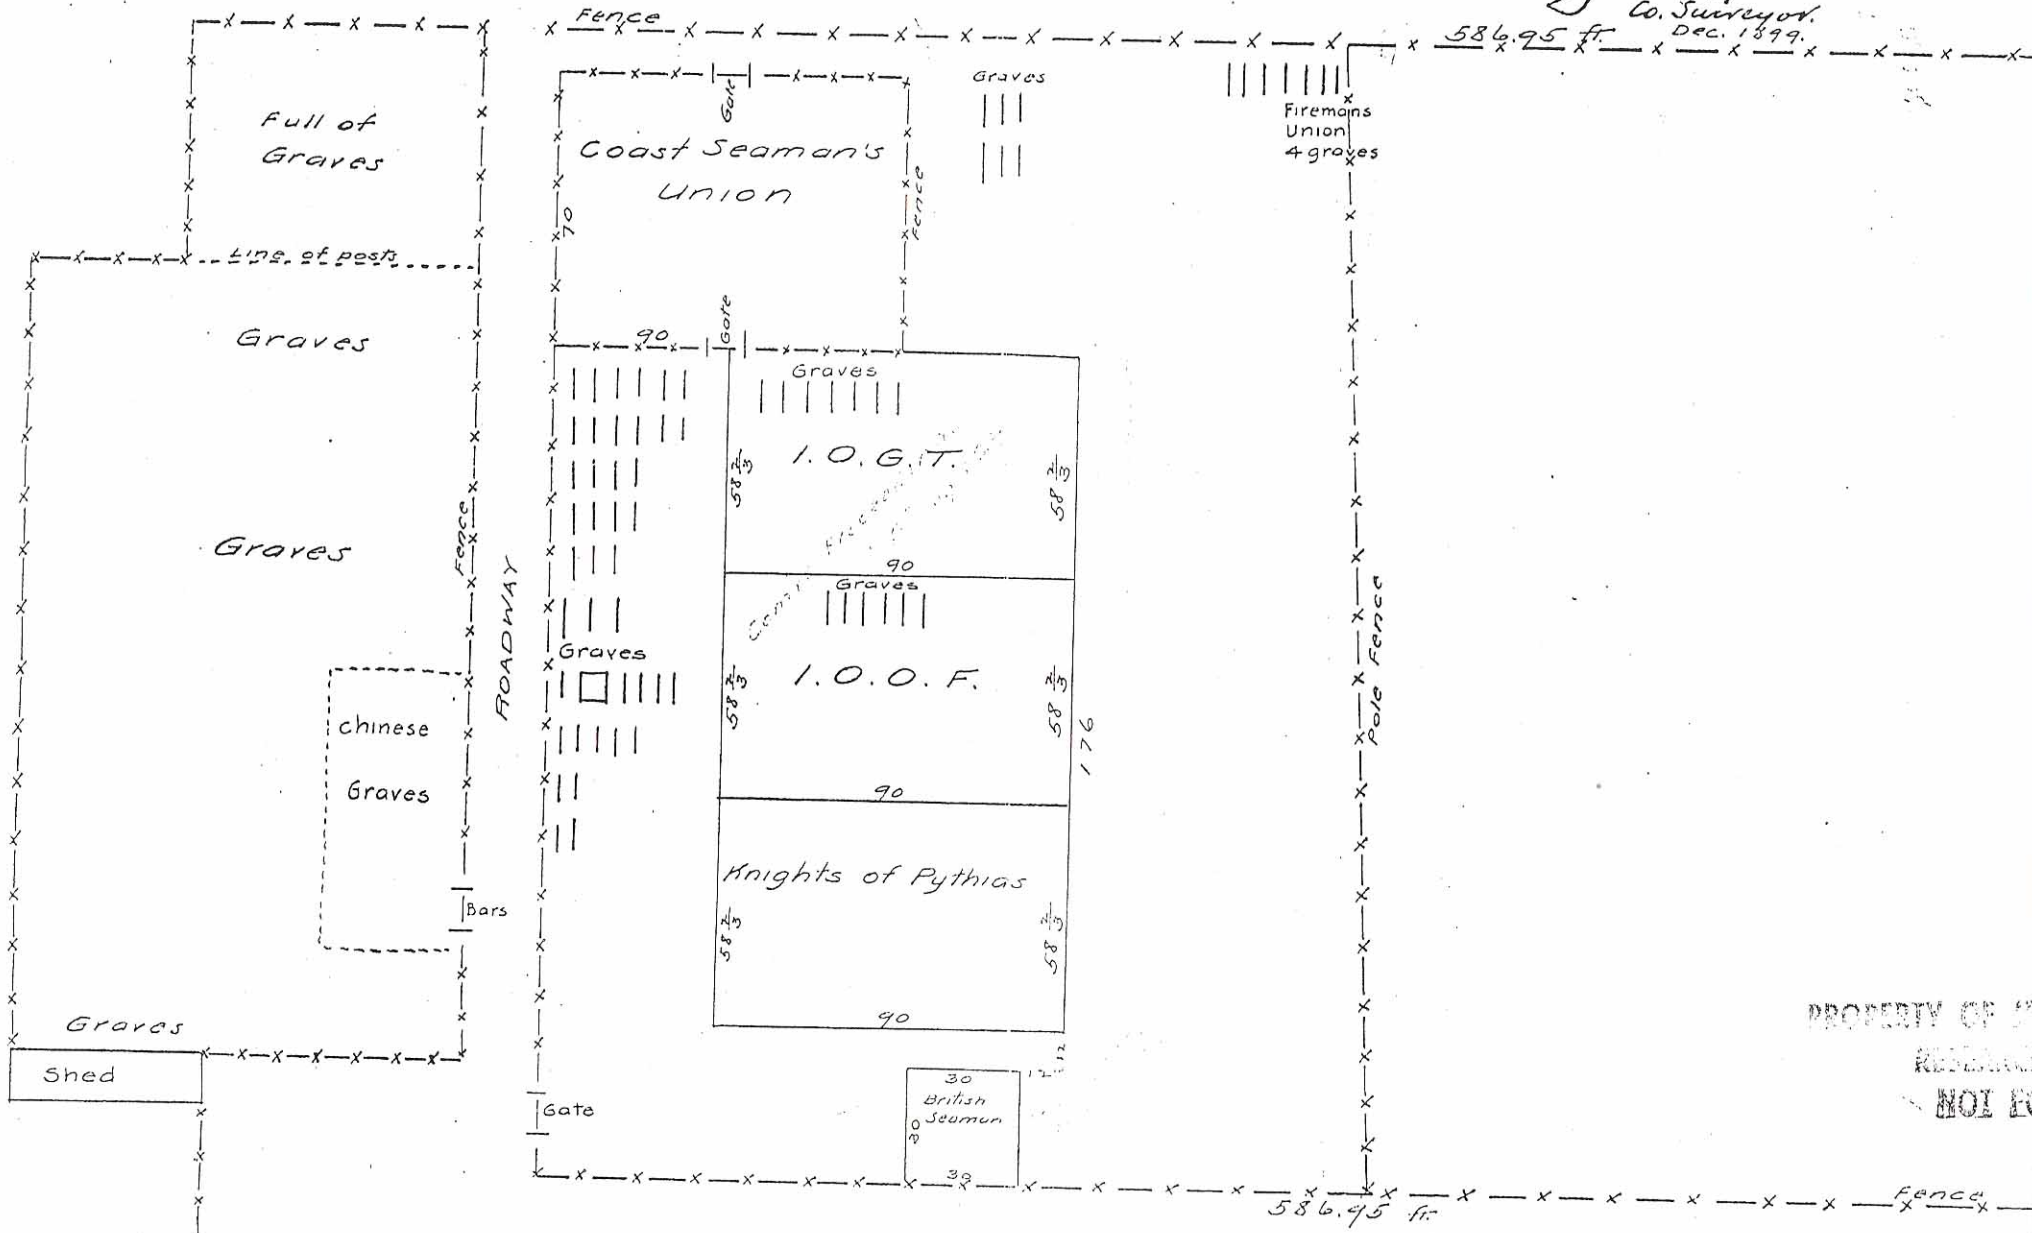 Co. Surveyor.
Dec. 1899.
586.95 ft.
Fence
Full of
Graves
Gate
Coast Seaman's
Union
70
Fence
Graves
Firemans
Union
4 graves
Line of posts
Graves
90
Gate
Graves
I.O.G.T.
58 2/3
58 2/3
90
Graves
Fence
ROADWAY
Graves
Graves
I.O.O.F.
58 2/3
58 2/3
176
90
Pole Fence
Chinese
Graves
Bars
Knights of Pythias
58 2/3
58 2/3
90
Graves
Shed
Gate
12
12
30
British
Seaman
30
30
586.95 ft.
Fence
PROPERTY OF